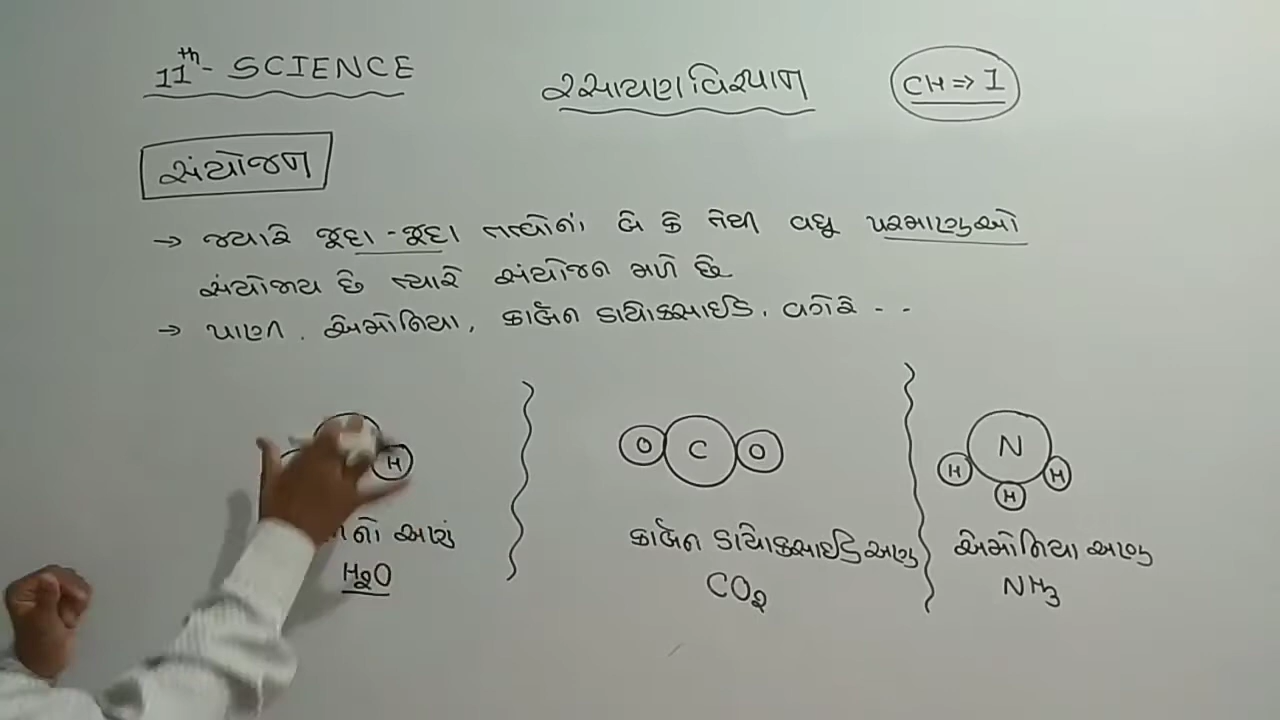 11th- SCIENCE
રસાયણવિજ્ઞાન
CH⇒1
સંયોજન
→ જ્યારે જૂદા-જૂદા તત્વોનાં બે કે તેથી વધુ પરમાણુઓ
સંયોજાય છે ત્યારે સંયોજન મળે છે
→ પાણી. એમોનિયા, કાર્બન ડાયોક્સાઈડ. વગેરે - -
H
O C O
N
H H H
અણું
કાર્બન ડાયોક્સાઈડ અણુ
એમોનિયા અણુ
H2O
CO2
NH3